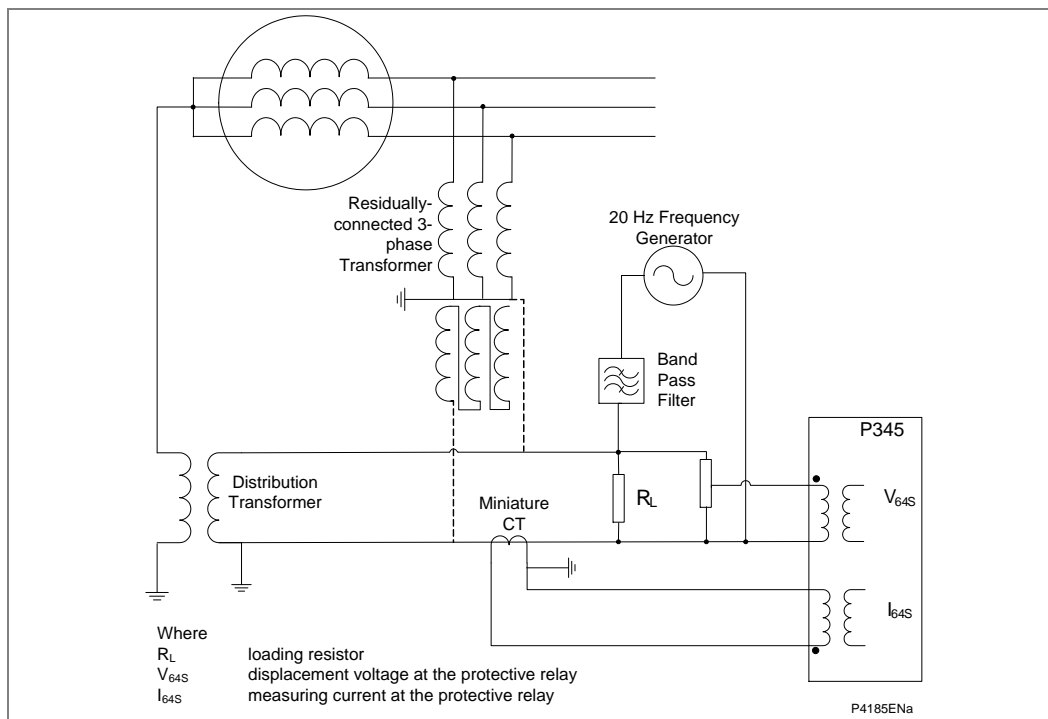 Residually-
connected 3-
phase
Transformer
20 Hz Frequency
Generator
Band
Pass
Filter
P345
Distribution
Transformer
Miniature
CT
RL
V64S
I64S
Where
RL loading resistor
V64S displacement voltage at the protective relay
I64S measuring current at the protective relay
P4185ENa